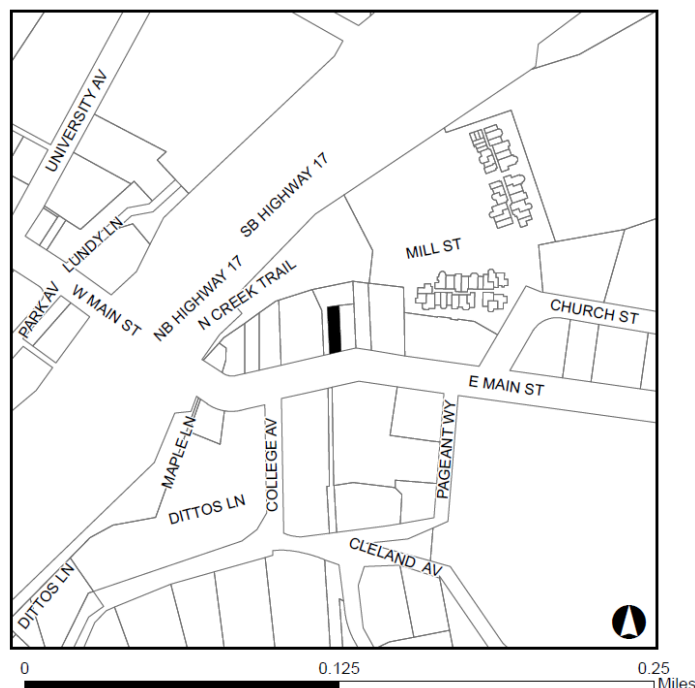 UNIVERSITY AV
SB HIGHWAY 17
LUNDY LN
MILL ST
NB HIGHWAY 17
N CREEK TRAIL
PARK AV
W MAIN ST
CHURCH ST
E MAIN ST
MAPLE LN
COLLEGE AV
PAGEANT WY
DITTOS LN
CLELAND AV
DITTOS LN
0 0.125 0.25
Miles